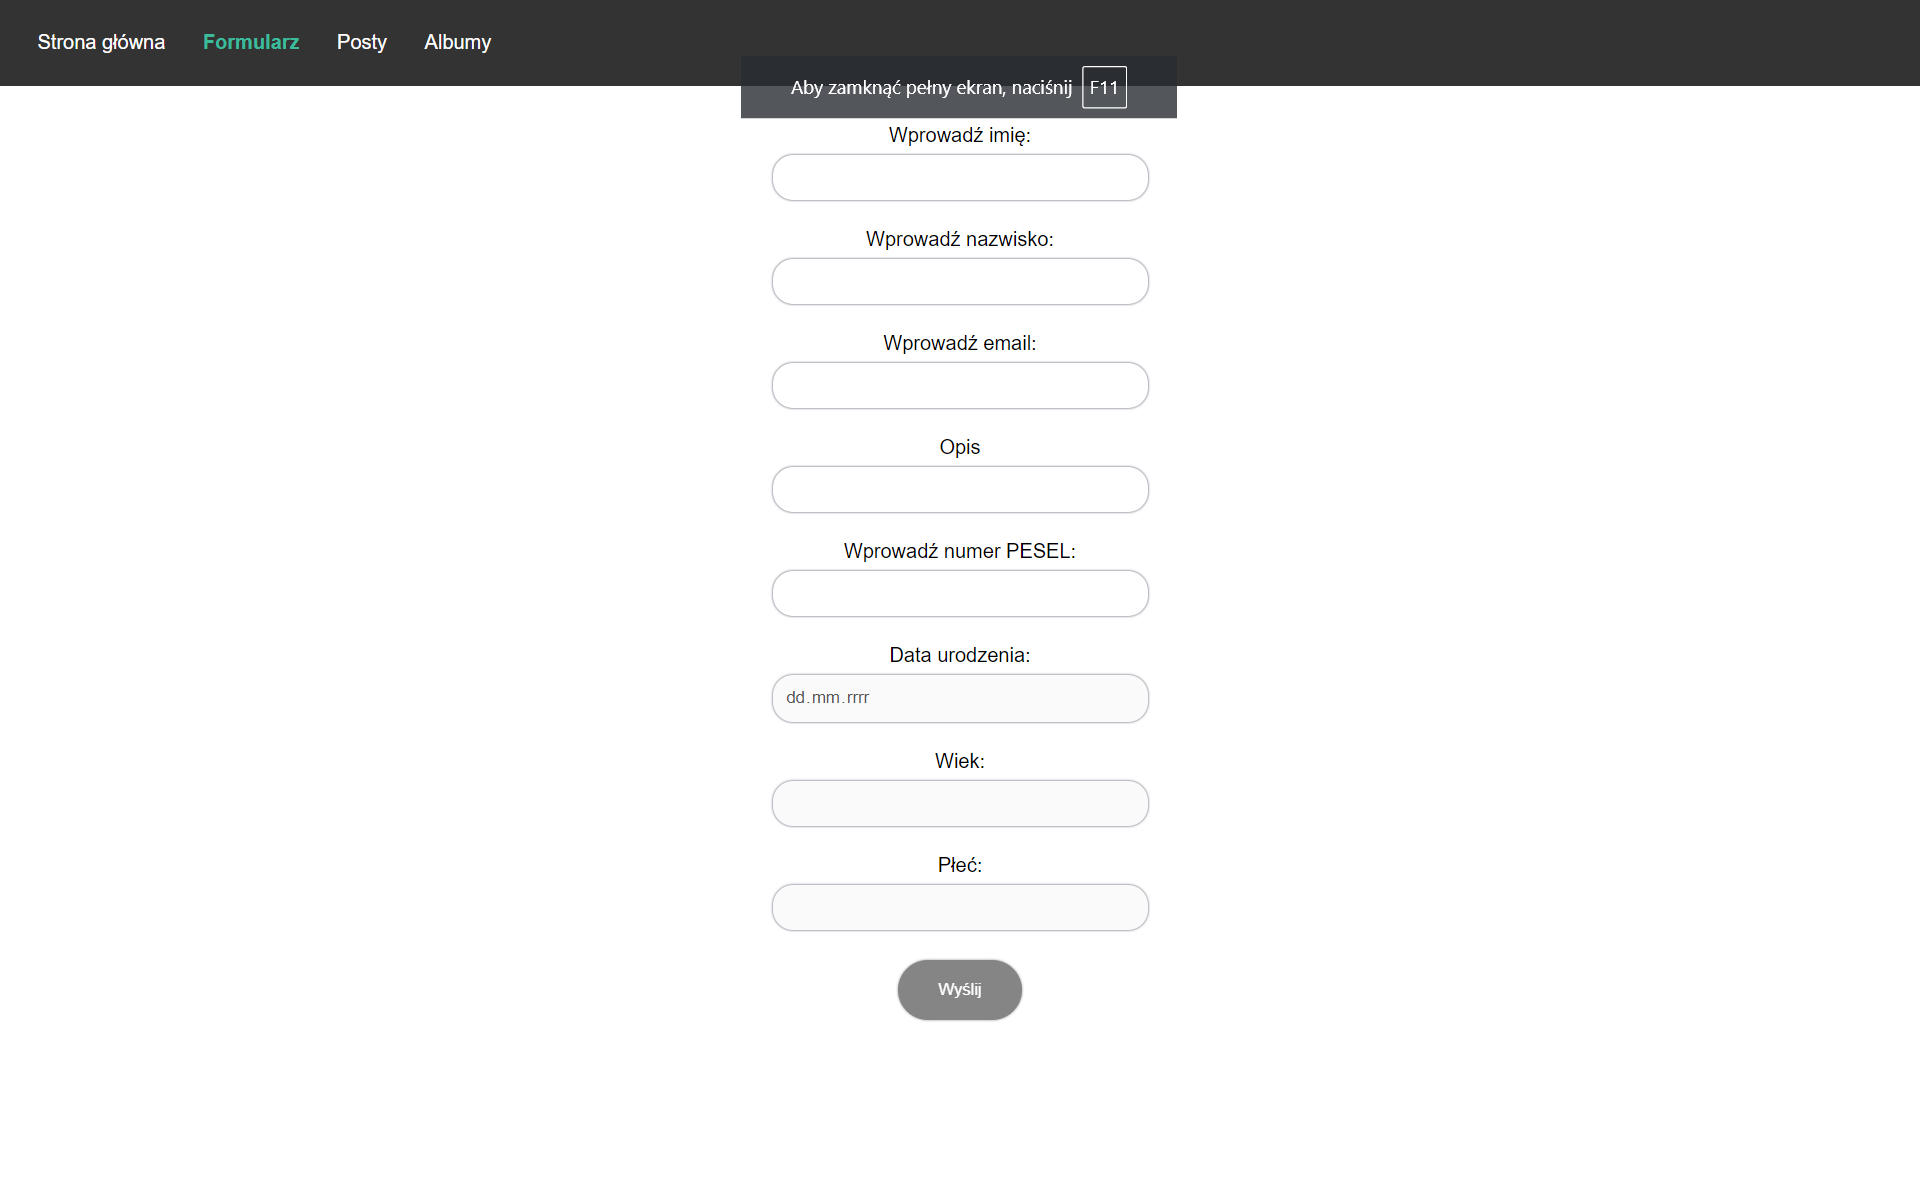 Strona główna Formularz Posty Albumy
Aby zamknąć pełny ekran, naciśnij F11
Wprowadź imię:
Wprowadź nazwisko:
Wprowadź email:
Opis
Wprowadź numer PESEL:
Data urodzenia:
dd.mm.rrrr
Wiek:
Płeć:
Wyślij